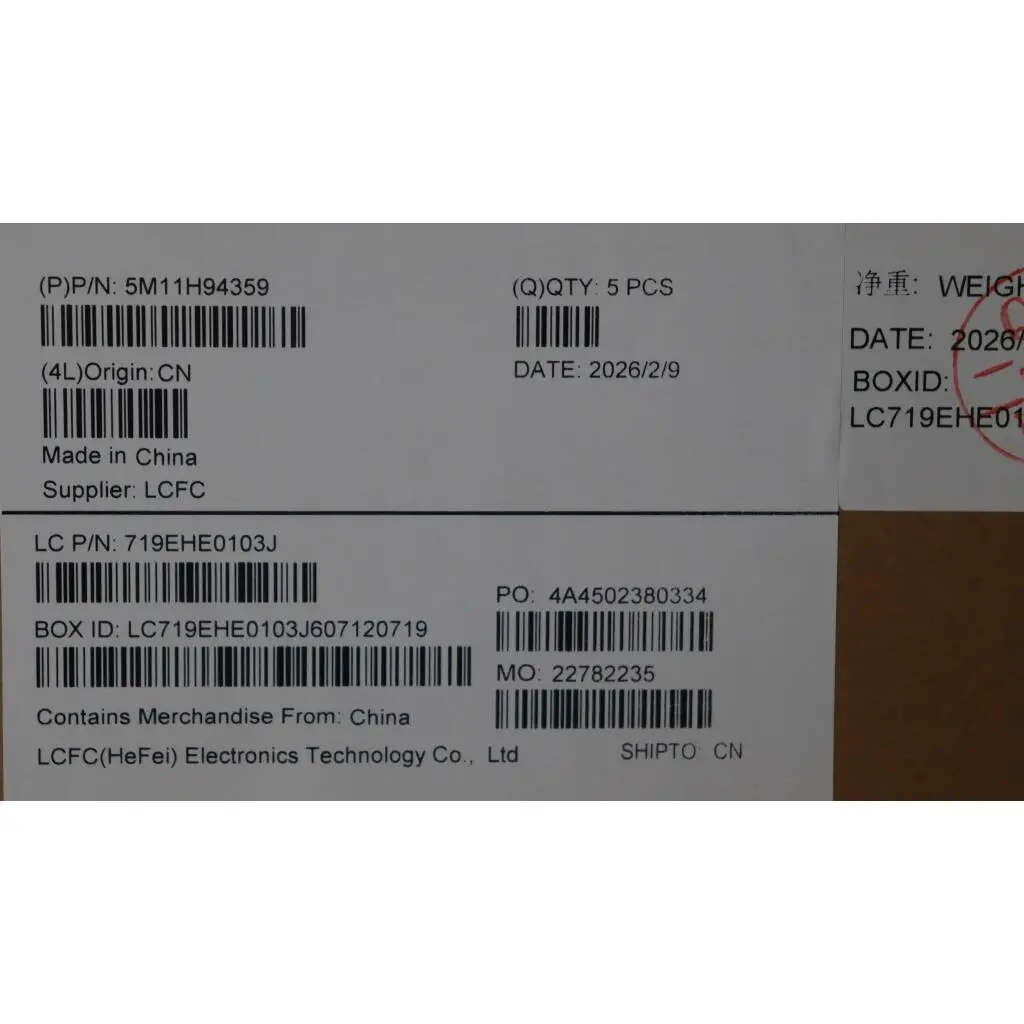 (P)P/N: 5M11H94359
(Q)QTY: 5 PCS
(4L)Origin: CN
DATE: 2026/2/9
Made in China
Supplier: LCFC
LC P/N: 719EHE0103J
PO: 4A4502380334
BOX ID: LC719EHE0103J607120719
MO: 22782235
Contains Merchandise From: China
LCFC(HeFei) Electronics Technology Co., Ltd
SHIPTO: CN
净重: WEIGH
DATE: 2026/
BOXID:
LC719EHE01